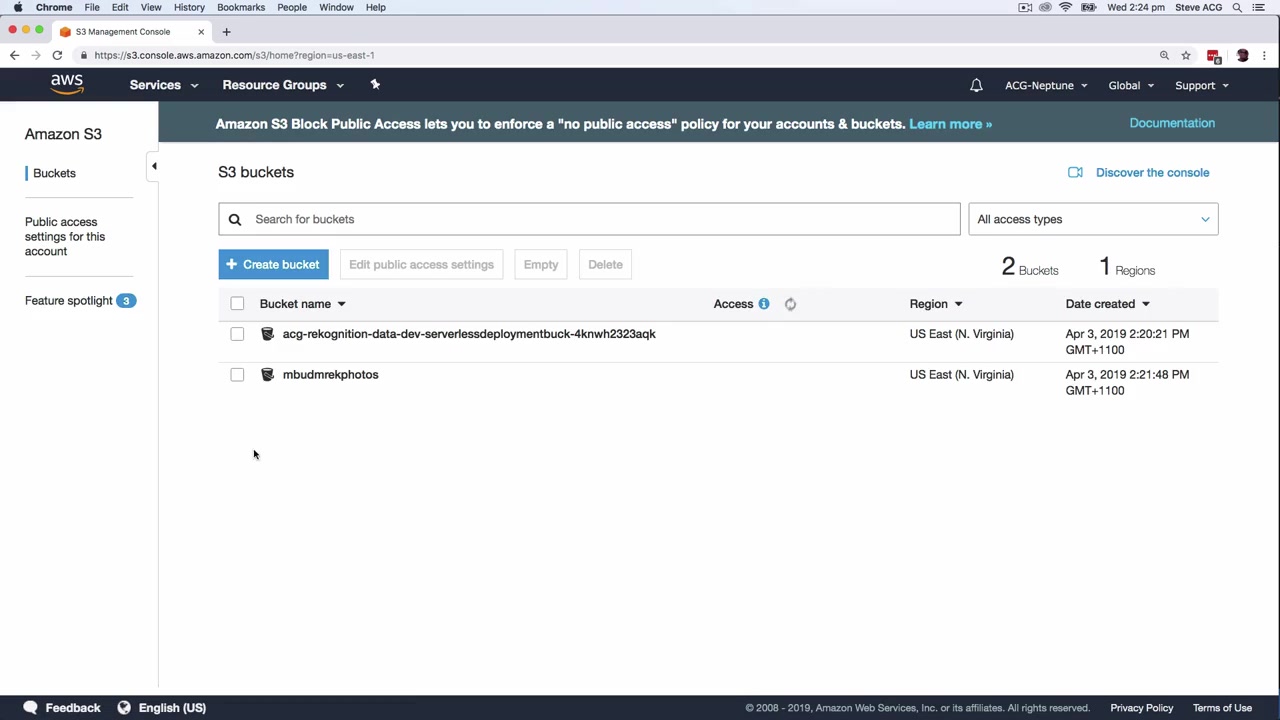 Chrome File Edit View History Bookmarks People Window Help Wed 2:24 pm Steve ACG
S3 Management Console
https://s3.console.aws.amazon.com/s3/home?region=us-east-1
aws Services Resource Groups ACG-Neptune Global Support
Amazon S3
Buckets
Public access
settings for this
account
Feature spotlight 3
Amazon S3 Block Public Access lets you to enforce a "no public access" policy for your accounts & buckets. Learn more » Documentation
S3 buckets Discover the console
Search for buckets All access types
+ Create bucket Edit public access settings Empty Delete 2 Buckets 1 Regions
Bucket name Access Region Date created
acg-rekognition-data-dev-serverlessdeploymentbuck-4knwh2323aqk US East (N. Virginia) Apr 3, 2019 2:20:21 PM
GMT+1100
mbudmrekphotos US East (N. Virginia) Apr 3, 2019 2:21:48 PM
GMT+1100
Feedback English (US) © 2008 - 2019, Amazon Web Services, Inc. or its affiliates. All rights reserved. Privacy Policy Terms of Use